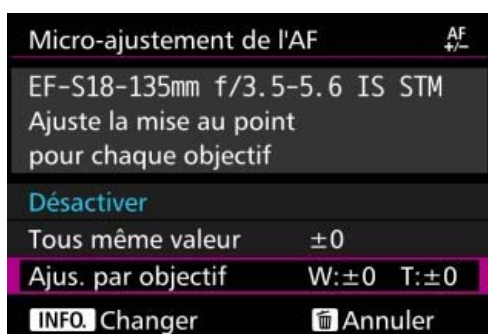 Micro-ajustement de l'AF AF +/-
EF-S18-135mm f/3.5-5.6 IS STM
Ajuste la mise au point
pour chaque objectif
Désactiver
Tous même valeur ±0
Ajus. par objectif W:±0 T:±0
INFO. Changer Annuler